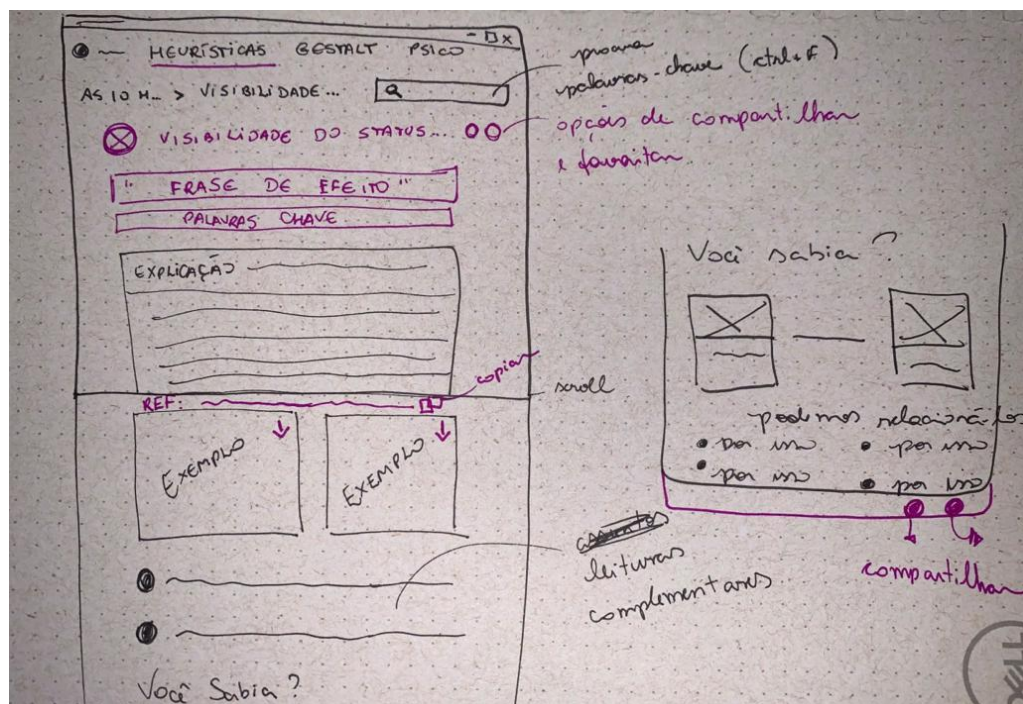 HEURÍSTICAS GESTALT PSICO
AS 10 H... > VISIBILIDADE...
VISIBILIDADE DO STATUS...
"FRASE DE EFEITO"
PALAVRAS CHAVE
EXPLICAÇÃO
REF:
EXEMPLO
EXEMPLO
Você Sabia?
procura
palavras-chave (ctrl+F)
opções de compartilhar
e favoritar
copiar
scroll
leituras
complementares
Você sabia?
podemos relacioná-los
por isso
por isso
por isso
por isso
compartilhar
DELL